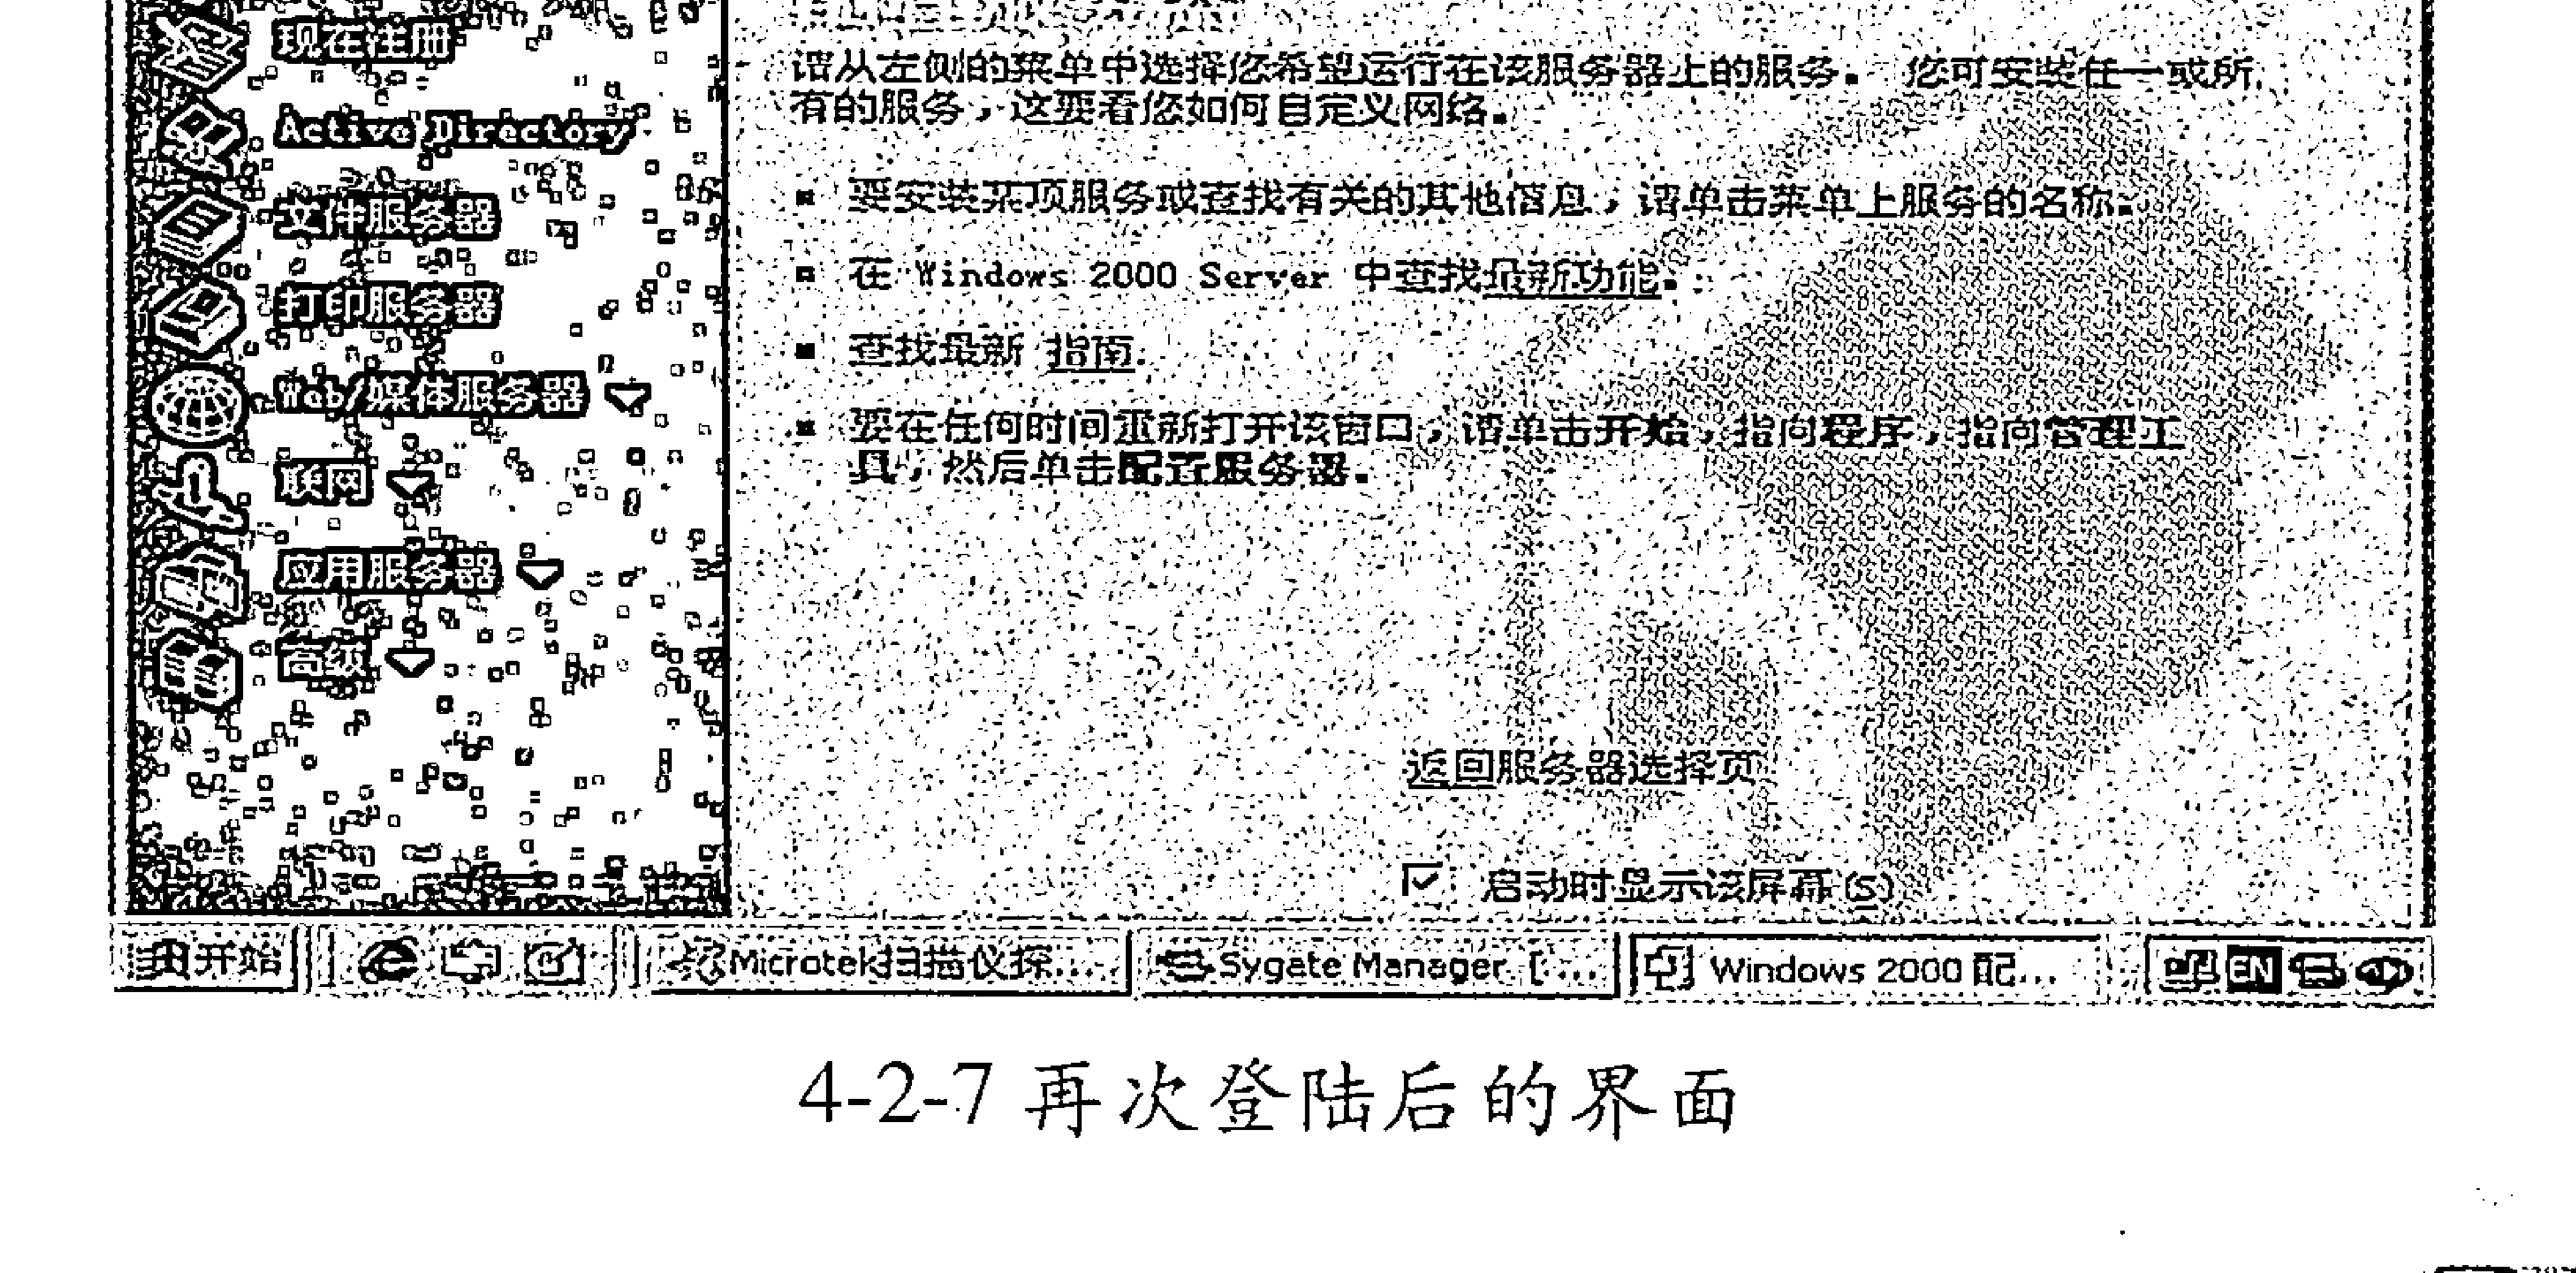 现在注册
Active Directory
文件服务器
打印服务器
Web/媒体服务器
联网
应用服务器
高级
请从左侧的菜单中选择您希望运行在该服务器上的服务。 您可安装任一或所
有的服务，这要看您如何自定义网络。
要安装某项服务或查找有关的其他信息，请单击菜单上服务的名称。
在 Windows 2000 Server 中查找最新功能。
查找最新 指南.
要在任何时间重新打开该窗口，请单击开始，指向程序，指向管理工
具，然后单击配置服务器。
返回服务器选择页
启动时显示该屏幕(S)
开始
Microtek扫描仪探...
Sygate Manager [...
Windows 2000 配...
EN
4-2-7 再次登陆后的界面